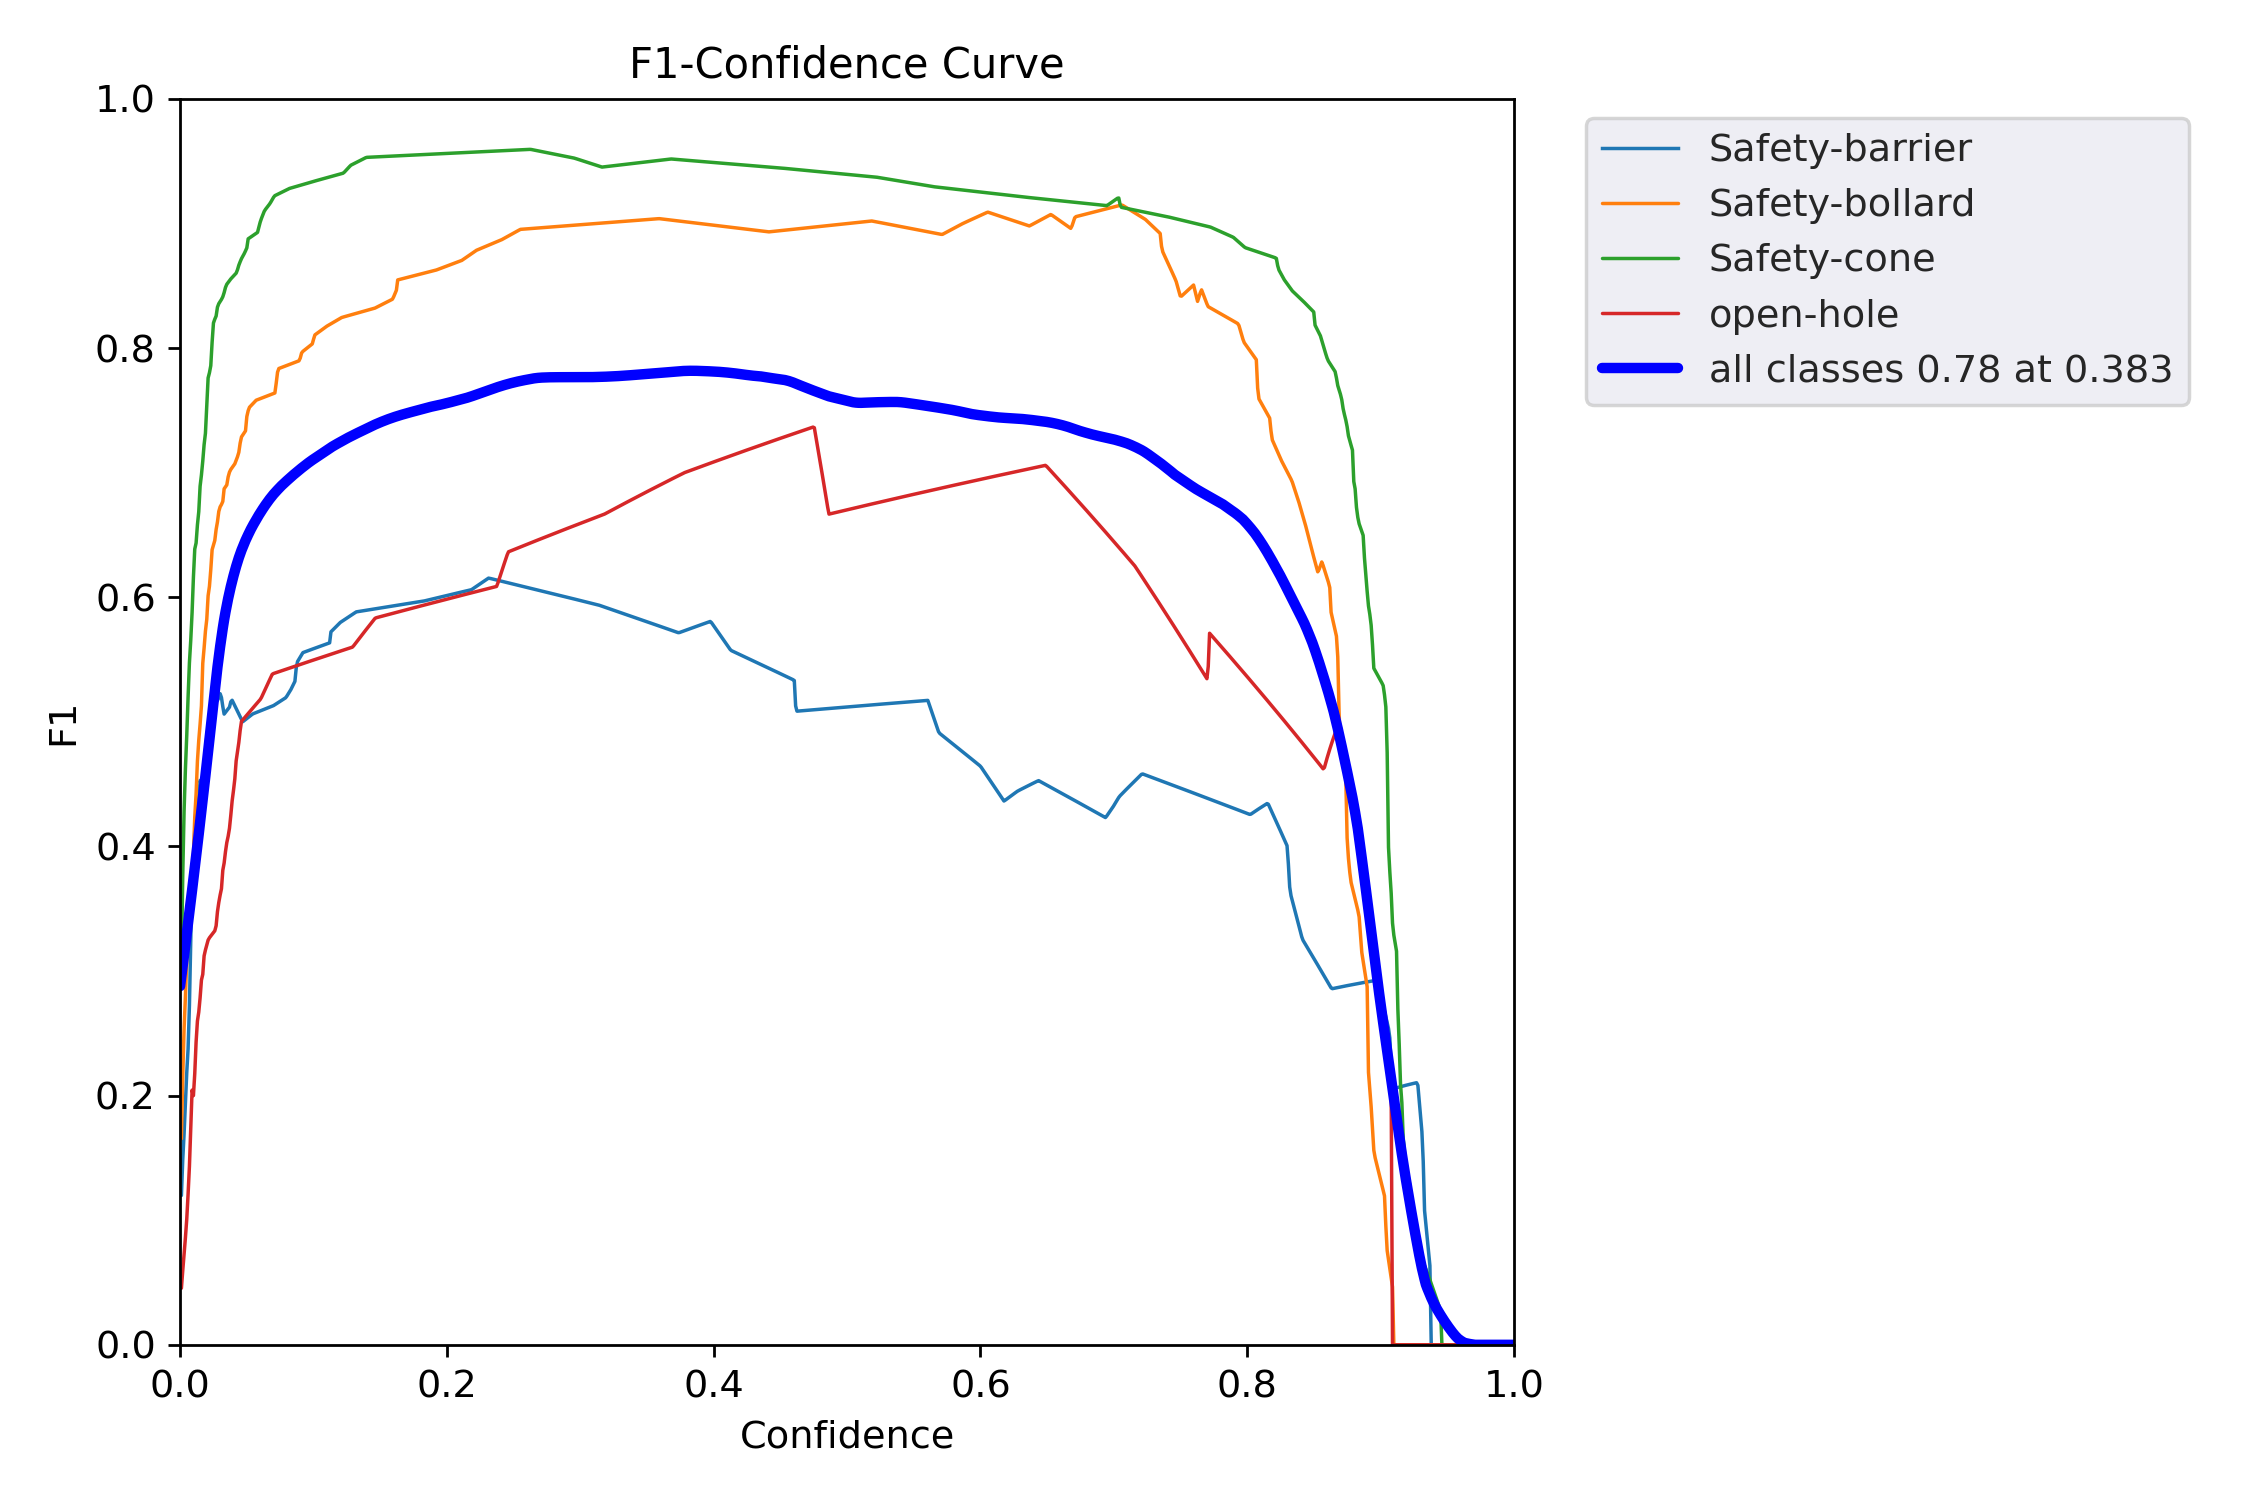 F1-Confidence Curve
1.0
0.8
0.6
0.4
0.2
0.0
F1
0.0 0.2 0.4 0.6 0.8 1.0
Confidence
Safety-barrier
Safety-bollard
Safety-cone
open-hole
all classes 0.78 at 0.383